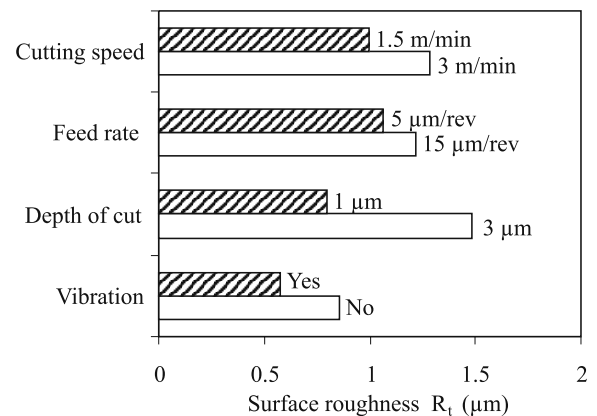 Cutting speed
1.5 m/min
3 m/min
Feed rate
5 µm/rev
15 µm/rev
Depth of cut
1 µm
3 µm
Vibration
Yes
No
0 0.5 1 1.5 2
Surface roughness Rt (µm)